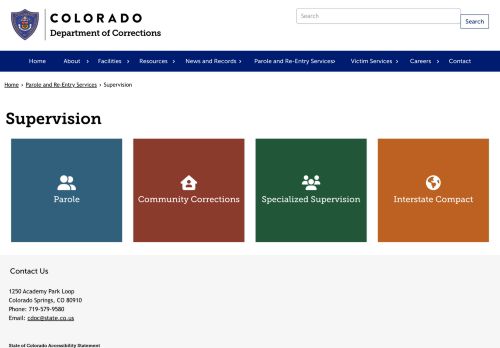 COLORADO
Department of Corrections
Search
Search
Home About › Facilities › Resources › News and Records › Parole and Re-Entry Services› Victim Services › Careers › Contact
Home › Parole and Re-Entry Services › Supervision
Supervision
Parole
Community Corrections
Specialized Supervision
Interstate Compact
Contact Us
1250 Academy Park Loop
Colorado Springs, CO 80910
Phone: 719-579-9580
Email: cdoc@state.co.us
State of Colorado Accessibility Statement